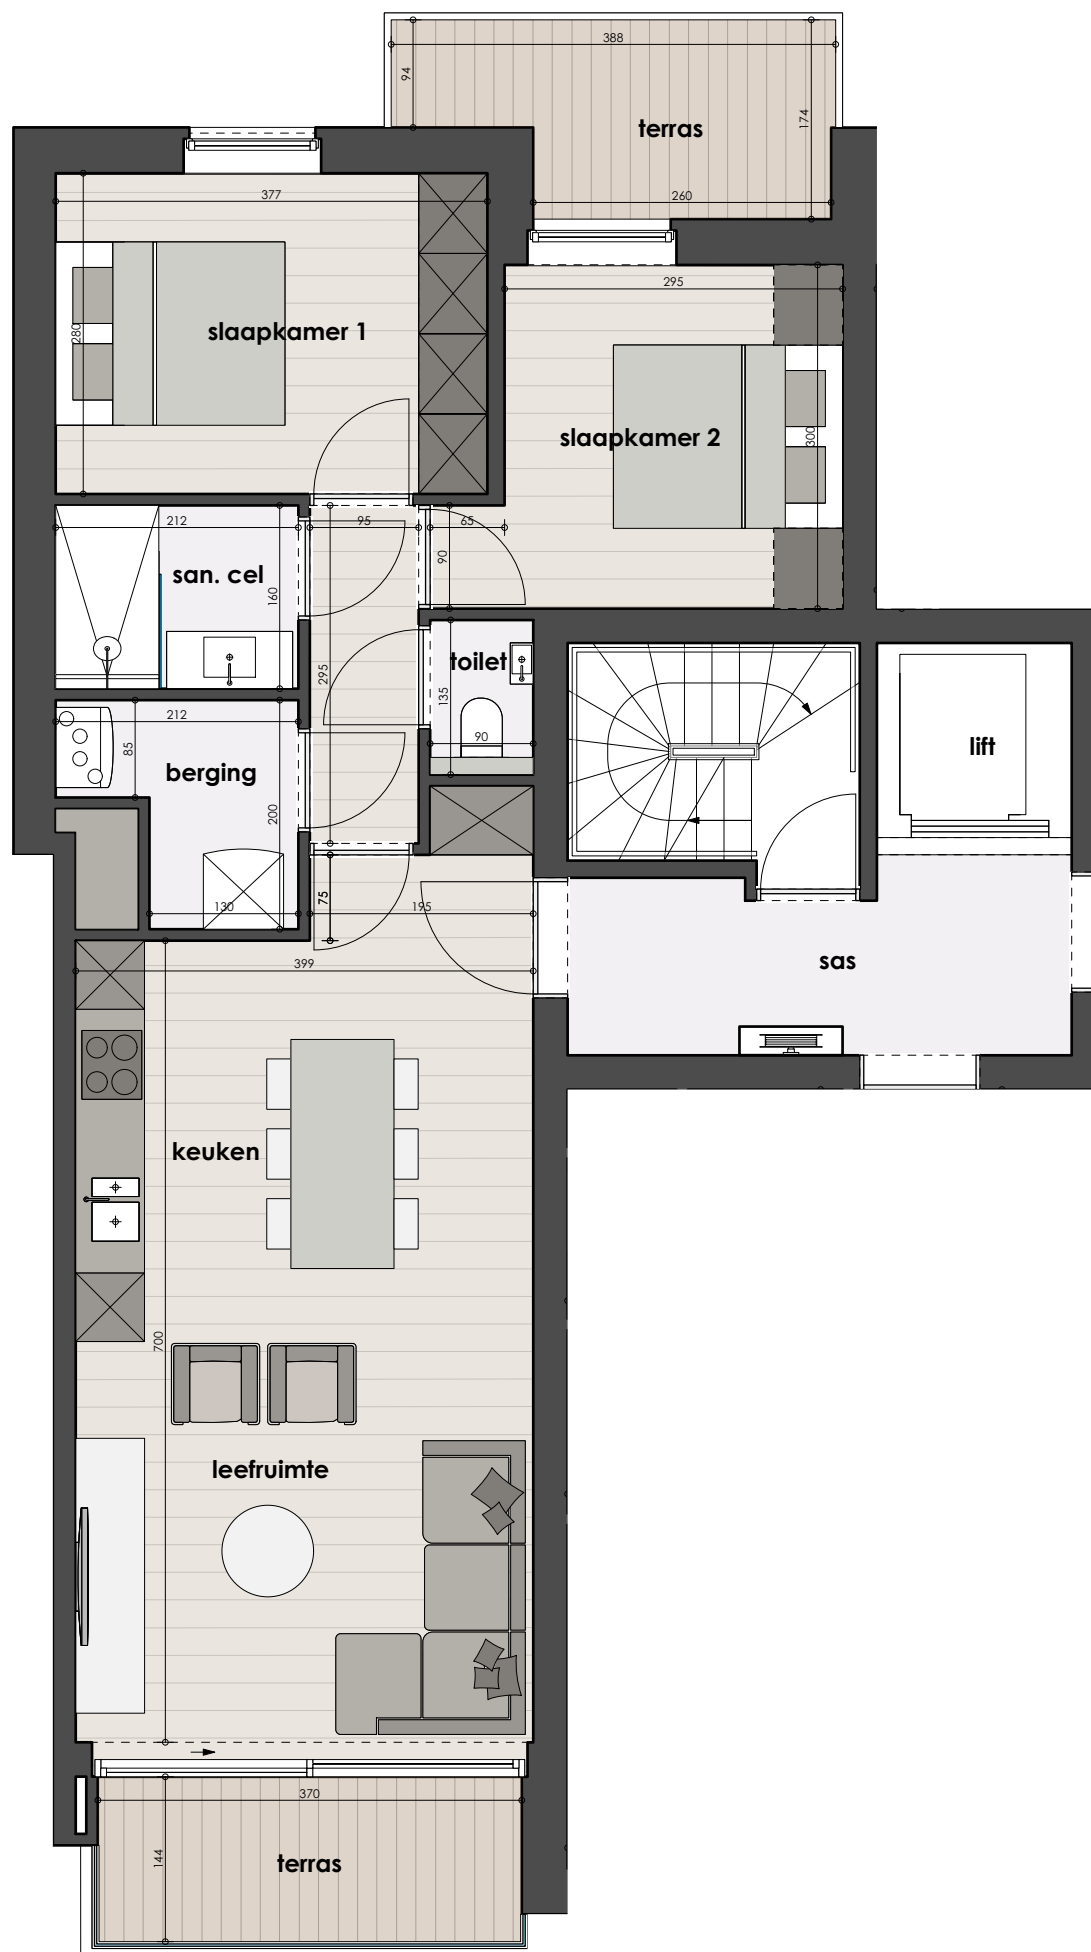 388
94
terras
174
260
377
295
280
slaapkamer 1
slaapkamer 2
300
212
95
65
90
san. cel
160
295
toilet
135
90
212
85
berging
200
lift
75
130
195
399
sas
keuken
700
leefruimte
370
144
terras